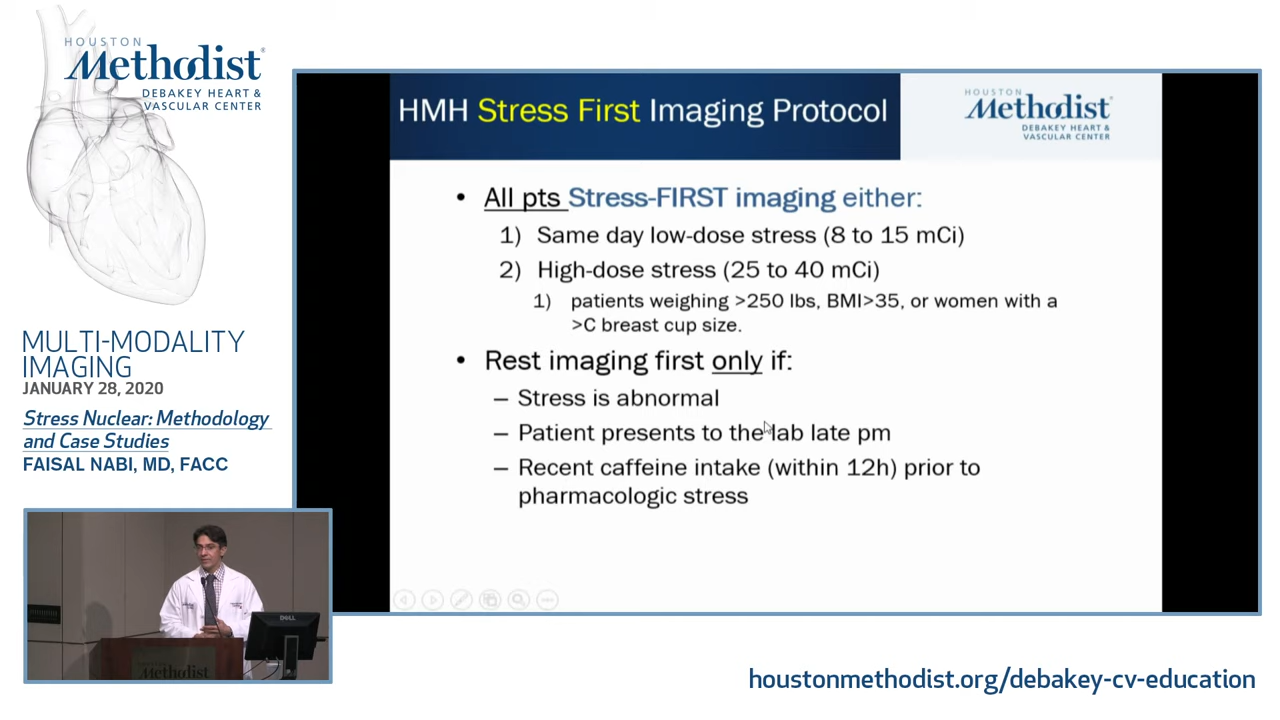 HOUSTON
Methodist®
DEBAKEY HEART &
VASCULAR CENTER
MULTI-MODALITY
IMAGING
JANUARY 28, 2020
Stress Nuclear: Methodology
and Case Studies
FAISAL NABI, MD, FACC
HMH Stress First Imaging Protocol
HOUSTON
Methodist®
DEBAKEY HEART &
VASCULAR CENTER
• All pts Stress-FIRST imaging either:
1) Same day low-dose stress (8 to 15 mCi)
2) High-dose stress (25 to 40 mCi)
1) patients weighing >250 lbs, BMI>35, or women with a
>C breast cup size.
• Rest imaging first only if:
– Stress is abnormal
– Patient presents to the lab late pm
– Recent caffeine intake (within 12h) prior to
pharmacologic stress
DELL
HOUSTON
Methodist
houstonmethodist.org/debakey-cv-education